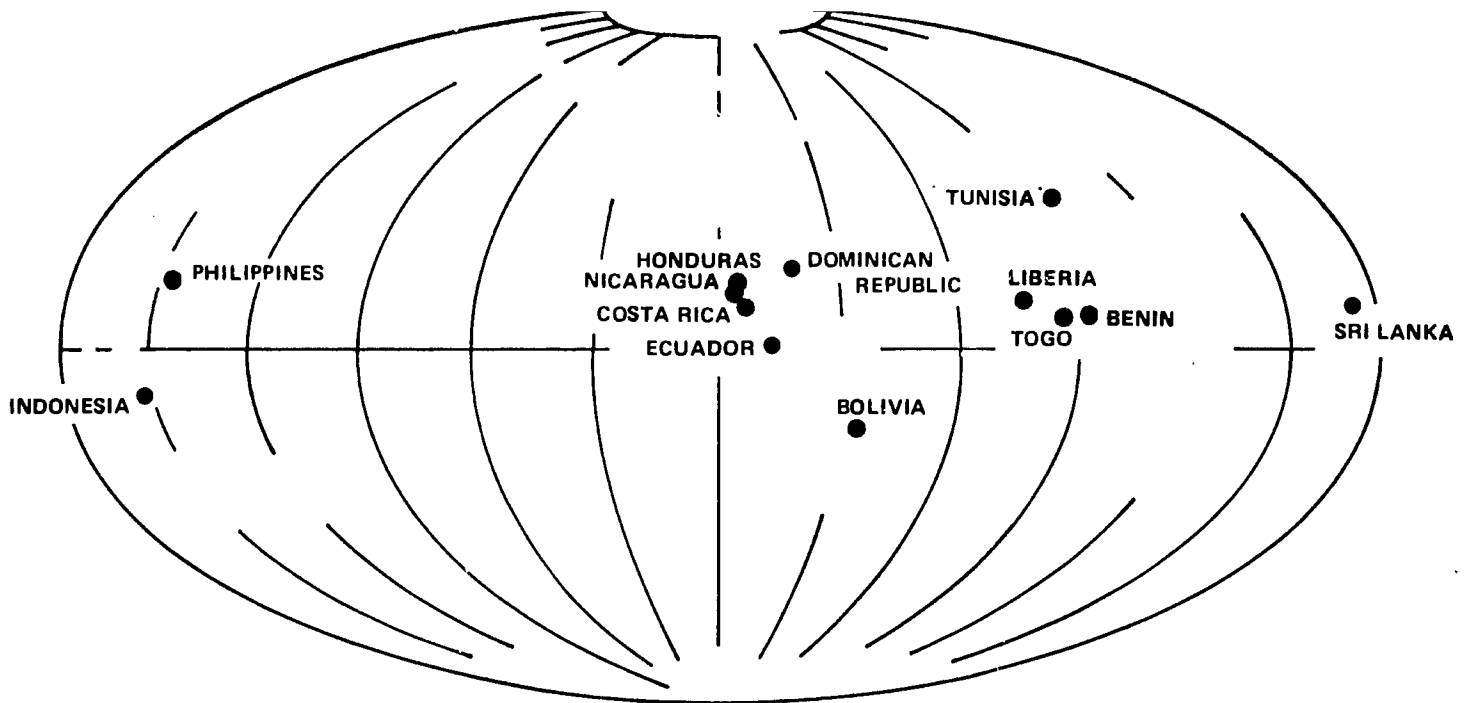 TUNISIA
PHILIPPINES
HONDURAS
NICARAGUA
COSTA RICA
ECUADOR
DOMINICAN
REPUBLIC
LIBERIA
TOGO
BENIN
SRI LANKA
INDONESIA
BOLIVIA